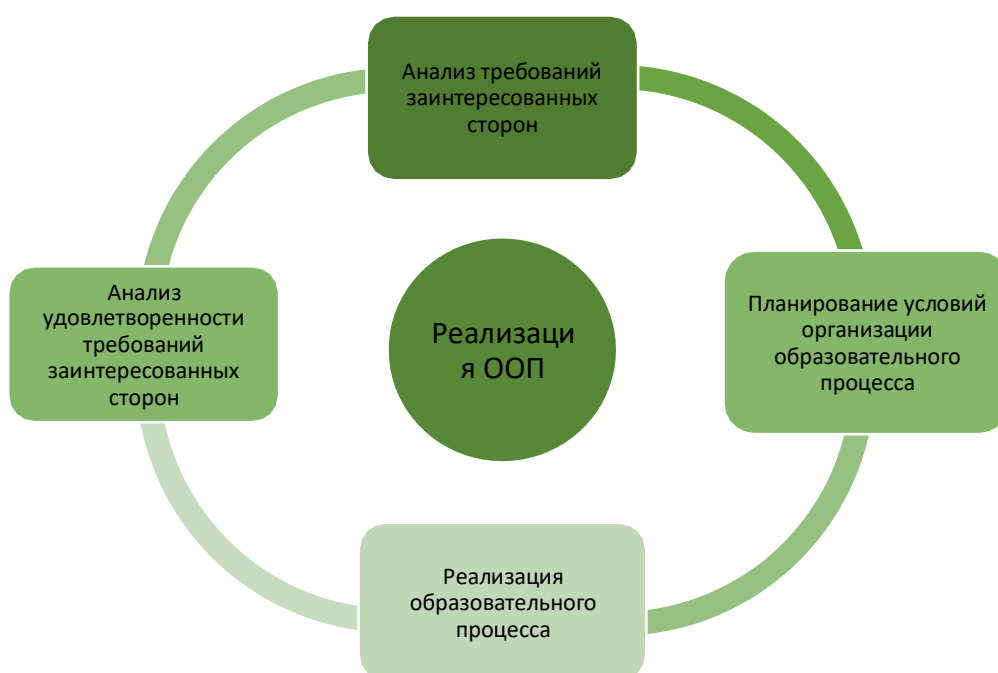 Анализ требований
заинтересованных
сторон
Планирование условий
организации
образовательного
процесса
Реализация
образовательного
процесса
Анализ
удовлетворенности
требований
заинтересованных
сторон
Реализаци
я ООП